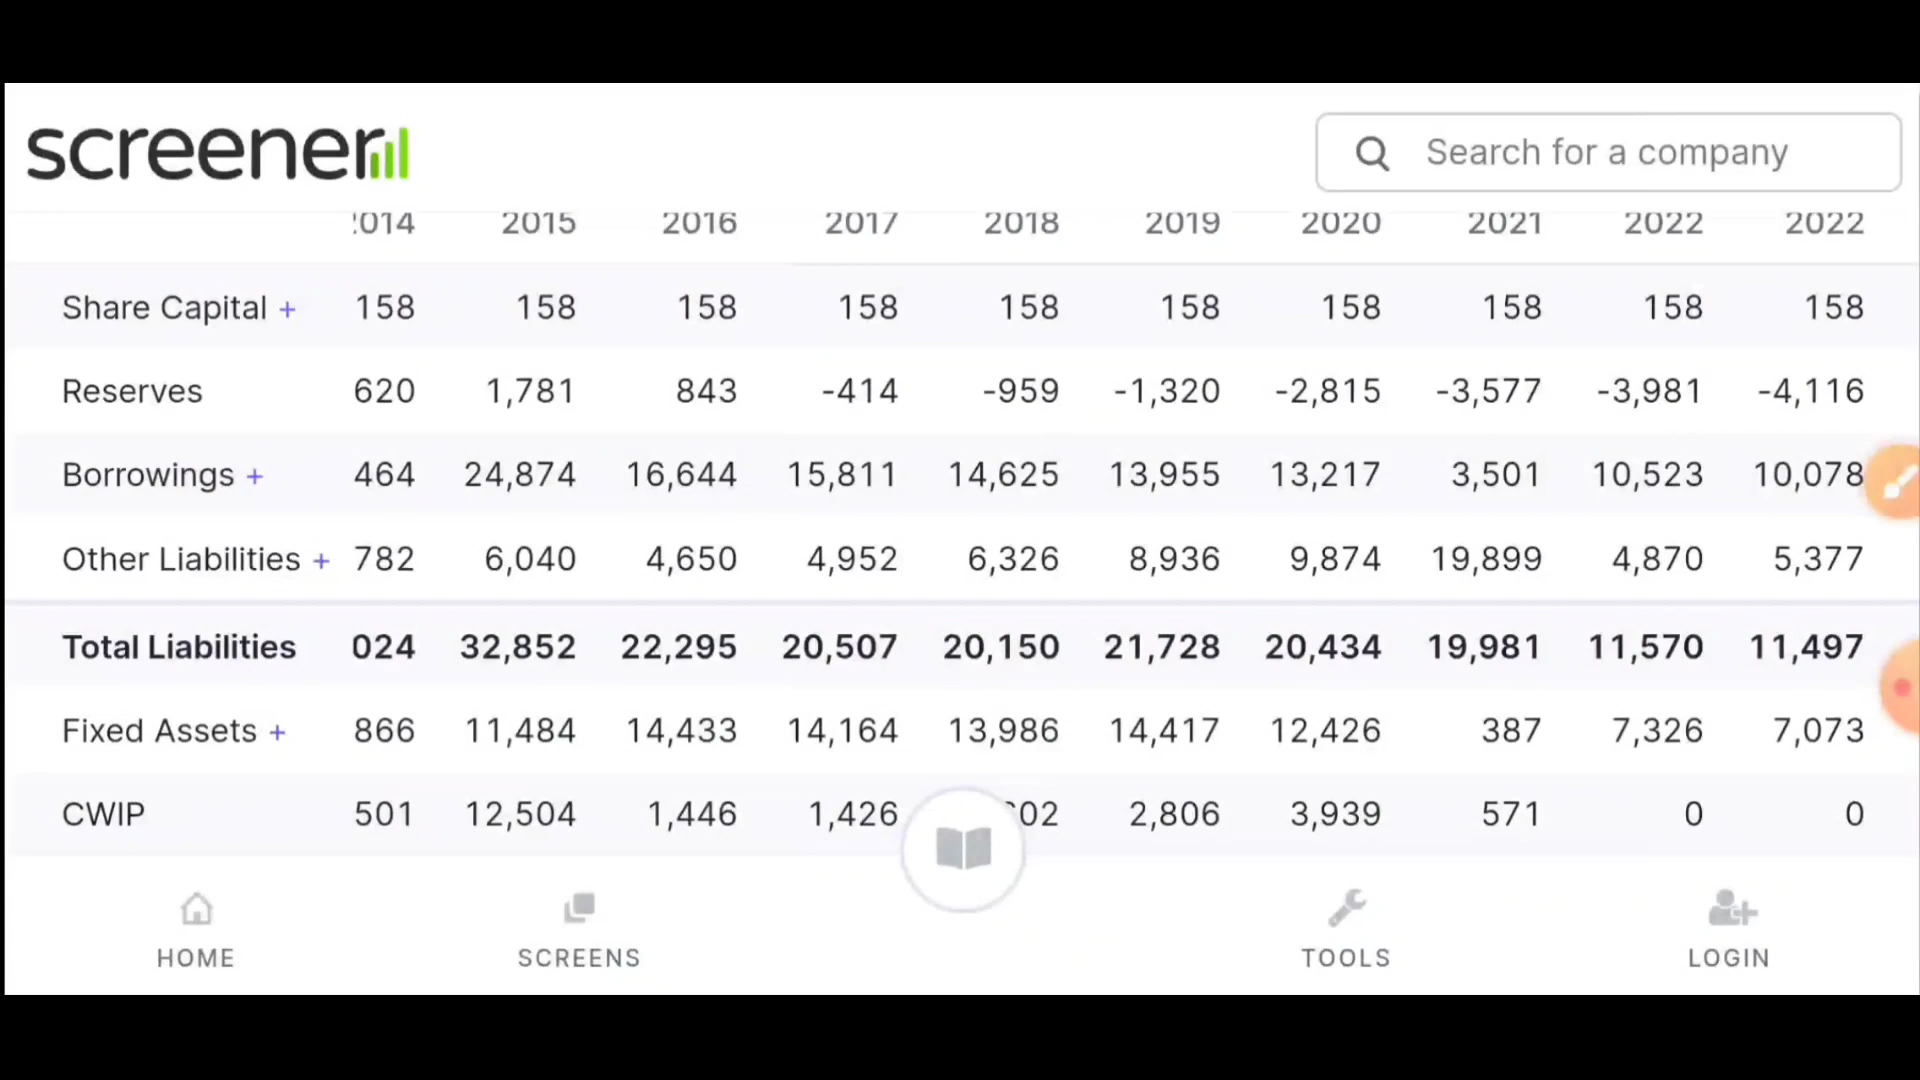 screener
Search for a company
2015 2016 2017 2018 2019 2020 2021 2022 2022
Share Capital + 158 158 158 158 158 158 158 158 158 158
Reserves 620 1,781 843 -414 -959 -1,320 -2,815 -3,577 -3,981 -4,116
Borrowings + 464 24,874 16,644 15,811 14,625 13,955 13,217 3,501 10,523 10,078
Other Liabilities + 782 6,040 4,650 4,952 6,326 8,936 9,874 19,899 4,870 5,377
Total Liabilities 024 32,852 22,295 20,507 20,150 21,728 20,434 19,981 11,570 11,497
Fixed Assets + 866 11,484 14,433 14,164 13,986 14,417 12,426 387 7,326 7,073
CWIP 501 12,504 1,446 1,426 2,806 3,939 571 0 0
HOME SCREENS TOOLS LOGIN